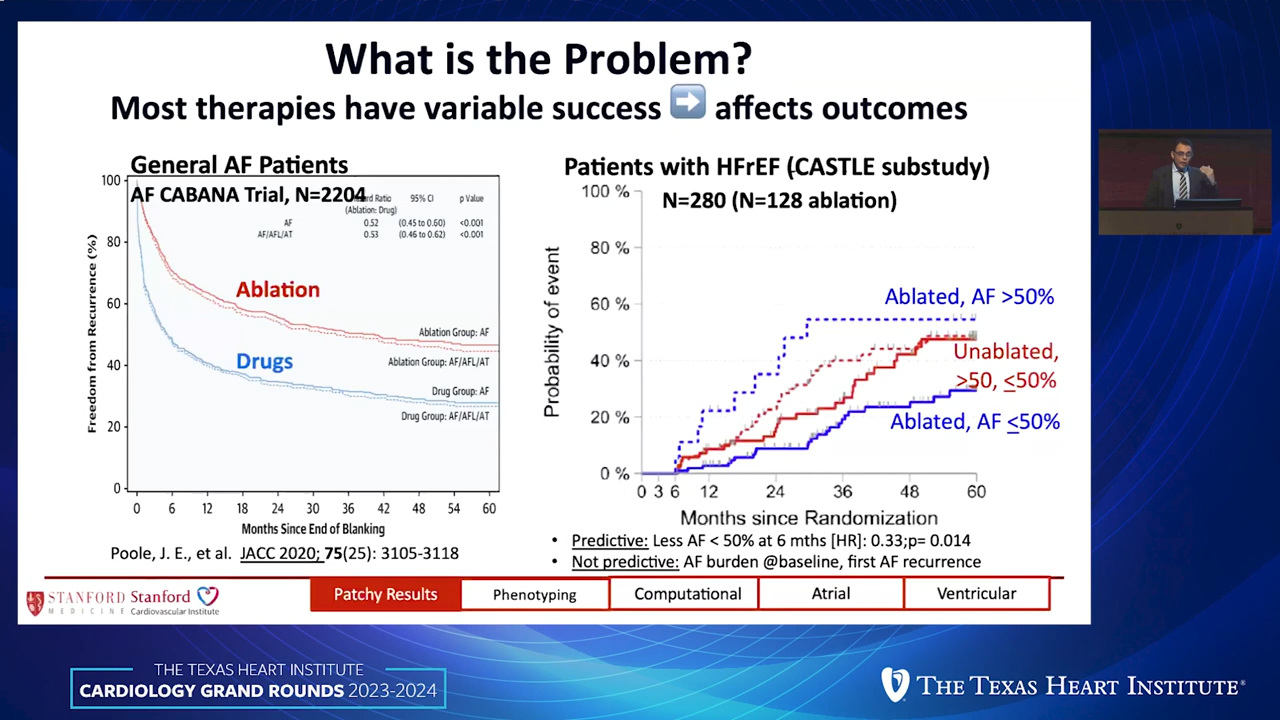 What is the Problem?
Most therapies have variable success ➡ affects outcomes
General AF Patients
AF CABANA Trial, N=2204
Ratio 95% CI p Value
(Ablation: Drug)
AF 0.52 (0.45 to 0.60) <0.001
AF/AFL/AT 0.53 (0.46 to 0.62) <0.001
Freedom from Recurrence (%)
100
80
60
40
20
0
Ablation
Drugs
Ablation Group: AF
Ablation Group: AF/AFL/AT
Drug Group: AF
Drug Group: AF/AFL/AT
0 6 12 18 24 30 36 42 48 54 60
Months Since End of Blanking
Poole, J. E., et al. JACC 2020; 75(25): 3105-3118
Patients with HFrEF (CASTLE substudy)
N=280 (N=128 ablation)
Probability of event
100 %
80 %
60 %
40 %
20 %
0 %
Ablated, AF >50%
Unablated,
>50, ≤50%
Ablated, AF ≤50%
0 3 6 12 24 36 48 60
Months since Randomization
• Predictive: Less AF < 50% at 6 mths [HR]: 0.33;p= 0.014
• Not predictive: AF burden @baseline, first AF recurrence
STANFORD
MEDICINE
Stanford
Cardiovascular Institute
Patchy Results Phenotyping Computational Atrial Ventricular
THE TEXAS HEART INSTITUTE
CARDIOLOGY GRAND ROUNDS 2023-2024
THE TEXAS HEART INSTITUTE®